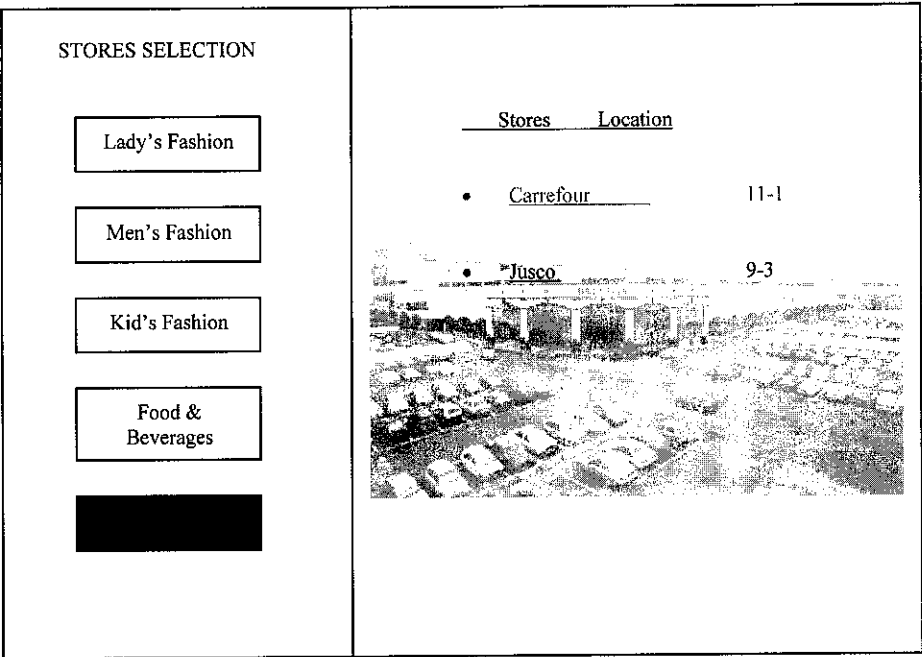 STORES SELECTION
Lady's Fashion
Men's Fashion
Kid's Fashion
Food &
Beverages
Stores Location
• Carrefour 11-1
• Jusco 9-3